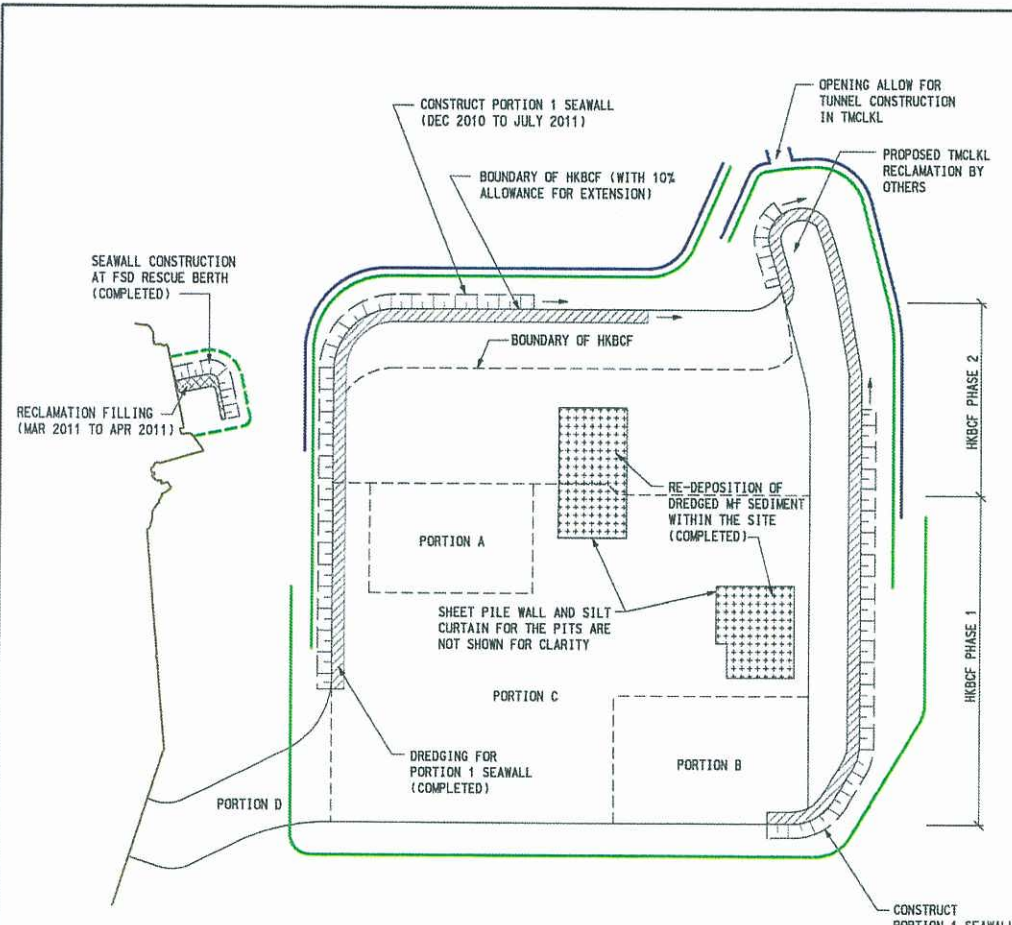 OPENING ALLOW FOR
TUNNEL CONSTRUCTION
IN TMCLKL
CONSTRUCT PORTION 1 SEAWALL
(DEC 2010 TO JULY 2011)
PROPOSED TMCLKL
RECLAMATION BY
OTHERS
BOUNDARY OF HKBCF (WITH 10%
ALLOWANCE FOR EXTENSION)
SEAWALL CONSTRUCTION
AT FSD RESCUE BERTH
(COMPLETED)
BOUNDARY OF HKBCF
RECLAMATION FILLING
(MAR 2011 TO APR 2011)
HKBCF PHASE 2
RE-DEPOSITION OF
DREDGED Mf SEDIMENT
WITHIN THE SITE
(COMPLETED)
PORTION A
SHEET PILE WALL AND SILT
CURTAIN FOR THE PITS ARE
NOT SHOWN FOR CLARITY
HKBCF PHASE 1
PORTION C
DREDGING FOR
PORTION 1 SEAWALL
(COMPLETED)
PORTION B
PORTION D
CONSTRUCT
PORTION 1 SEAWALL